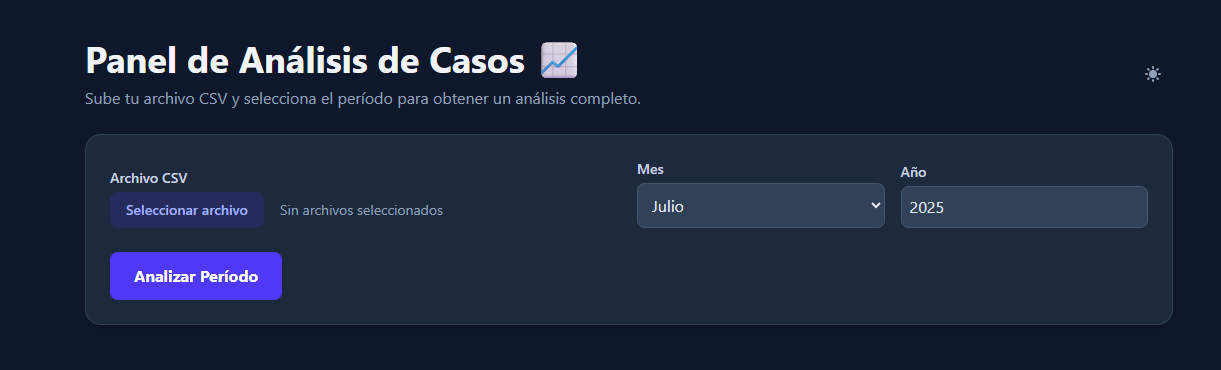 Panel de Análisis de Casos
Sube tu archivo CSV y selecciona el período para obtener un análisis completo.
Archivo CSV
Seleccionar archivo Sin archivos seleccionados
Mes
Julio
Año
2025
Analizar Período